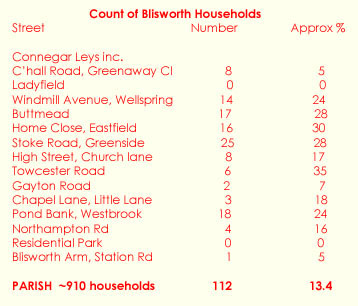 Count of Blisworth Households
Street Number Approx %
Connegar Leys inc.
C'hall Road, Greenaway Cl 8 5
Ladyfield 0 0
Windmill Avenue, Wellspring 14 24
Buttmead 17 28
Home Close, Eastfield 16 30
Stoke Road, Greenside 25 28
High Street, Church lane 8 17
Towcester Road 6 35
Gayton Road 2 7
Chapel Lane, Little Lane 3 18
Pond Bank, Westbrook 18 24
Northampton Rd 4 16
Residential Park 0 0
Blisworth Arm, Station Rd 1 5
PARISH ~910 households 112 13.4